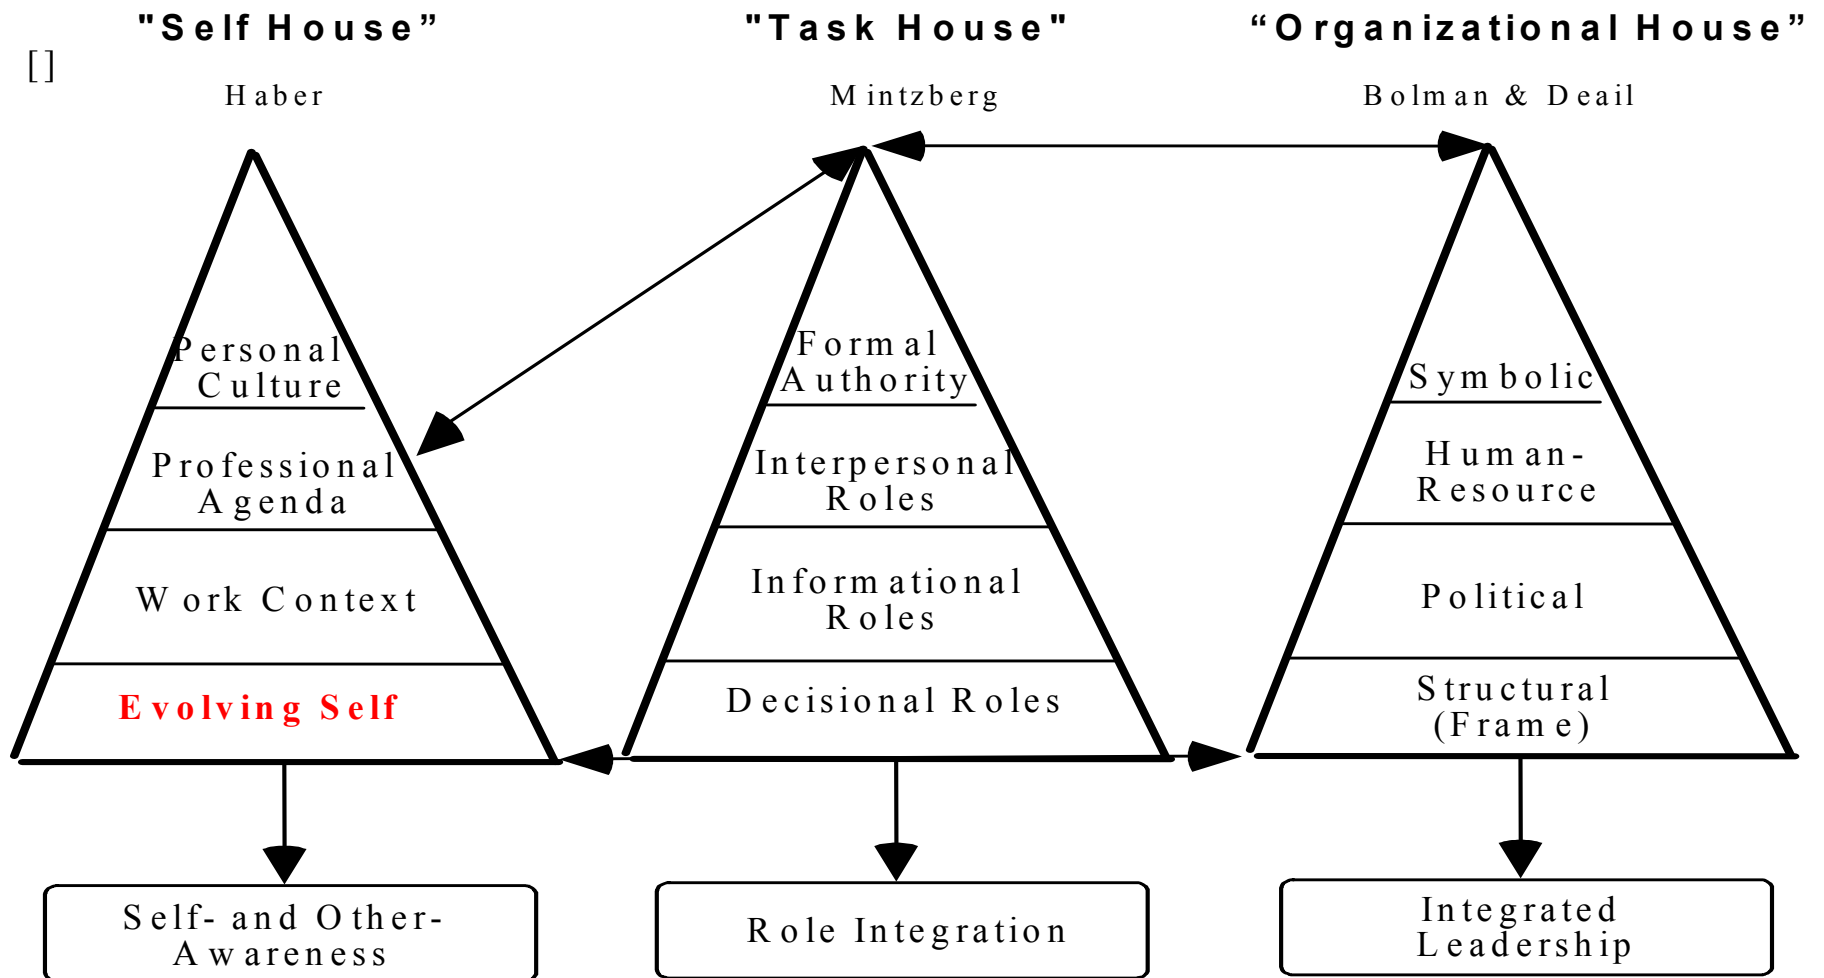 "Self House”
"Task House"
“Organizational House”
[]
Haber
Mintzberg
Bolman & Deail
Personal
Culture
Professional
Agenda
Work Context
Evolving Self
Formal
Authority
Interpersonal
Roles
Informational
Roles
Decisional Roles
Symbolic
Human-
Resource
Political
Structural
(Frame)
Self- and Other-
Awareness
Role Integration
Integrated
Leadership